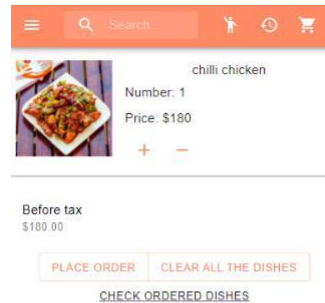 Search...
chilli chicken
Number: 1
Price: $180
+ −
Before tax
$180.00
PLACE ORDER CLEAR ALL THE DISHES
CHECK ORDERED DISHES